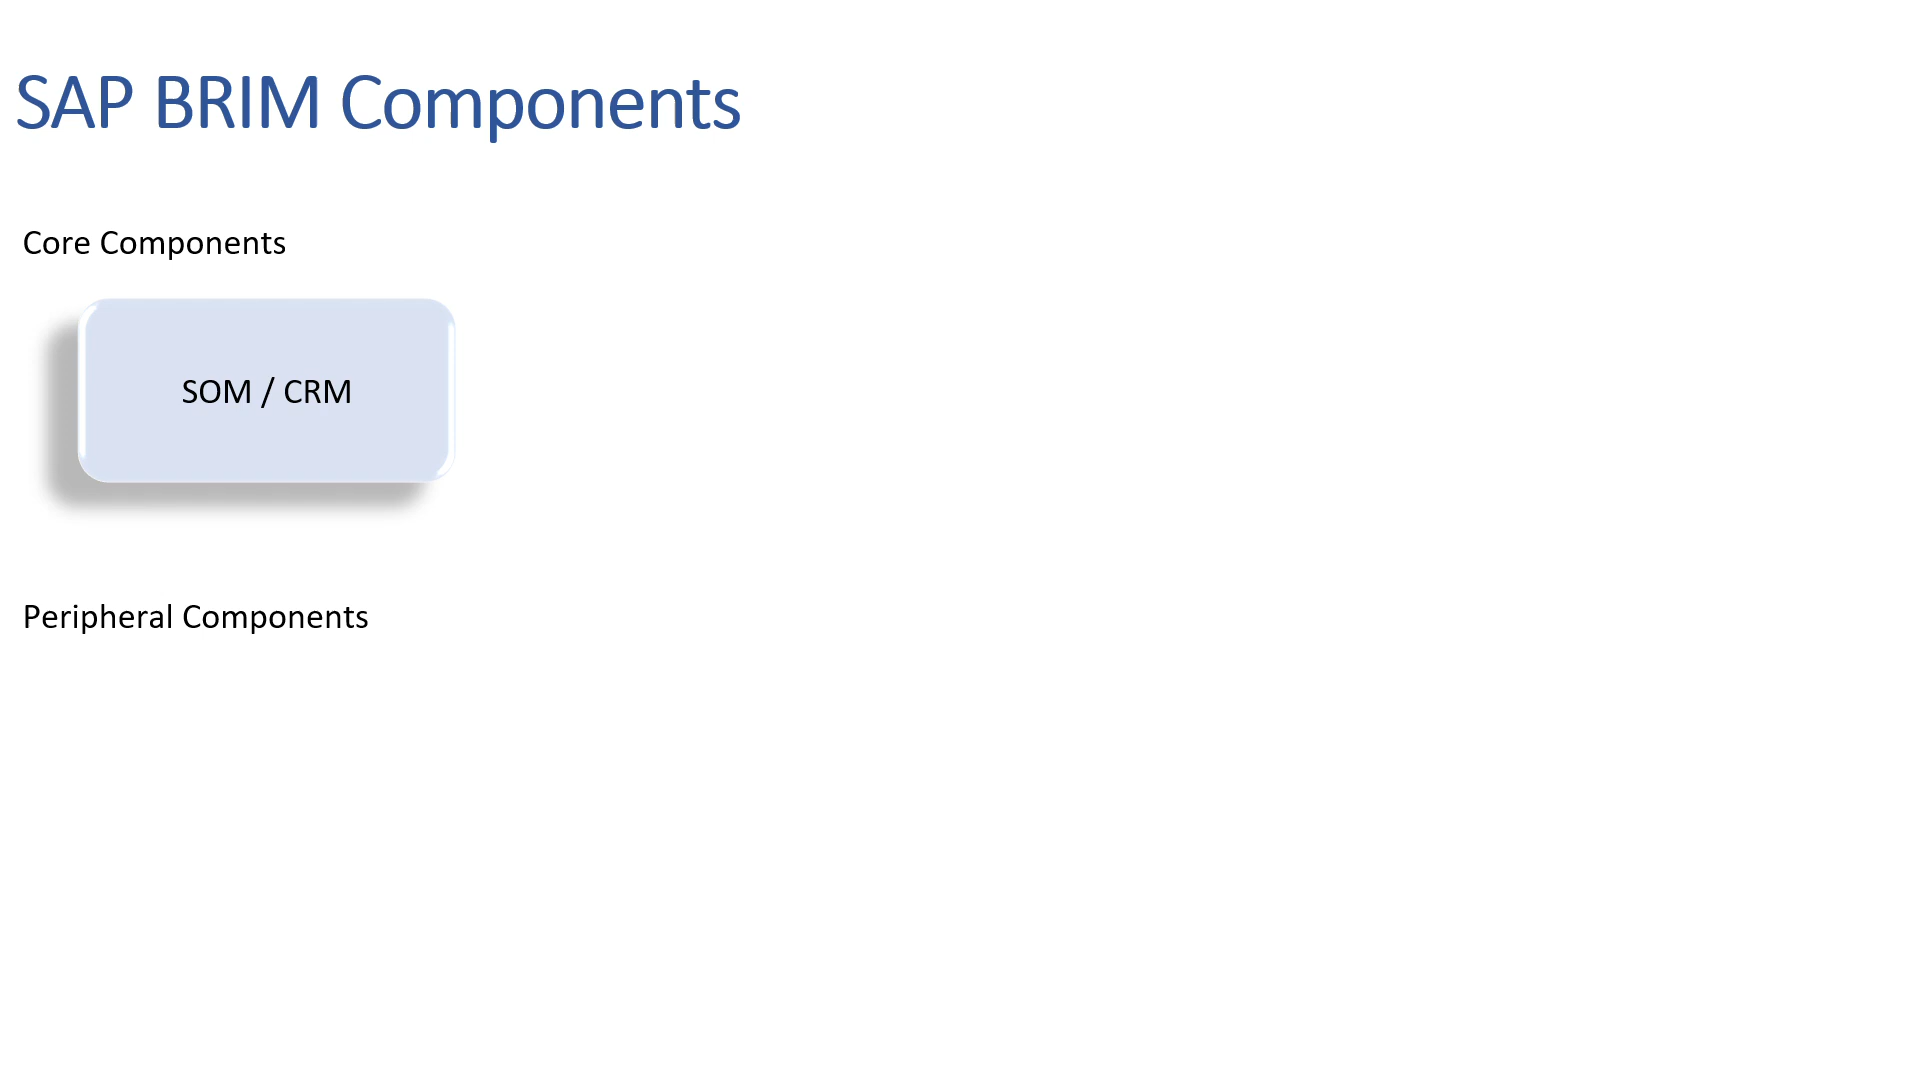 SAP BRIM Components
Core Components
SOM / CRM
Peripheral Components